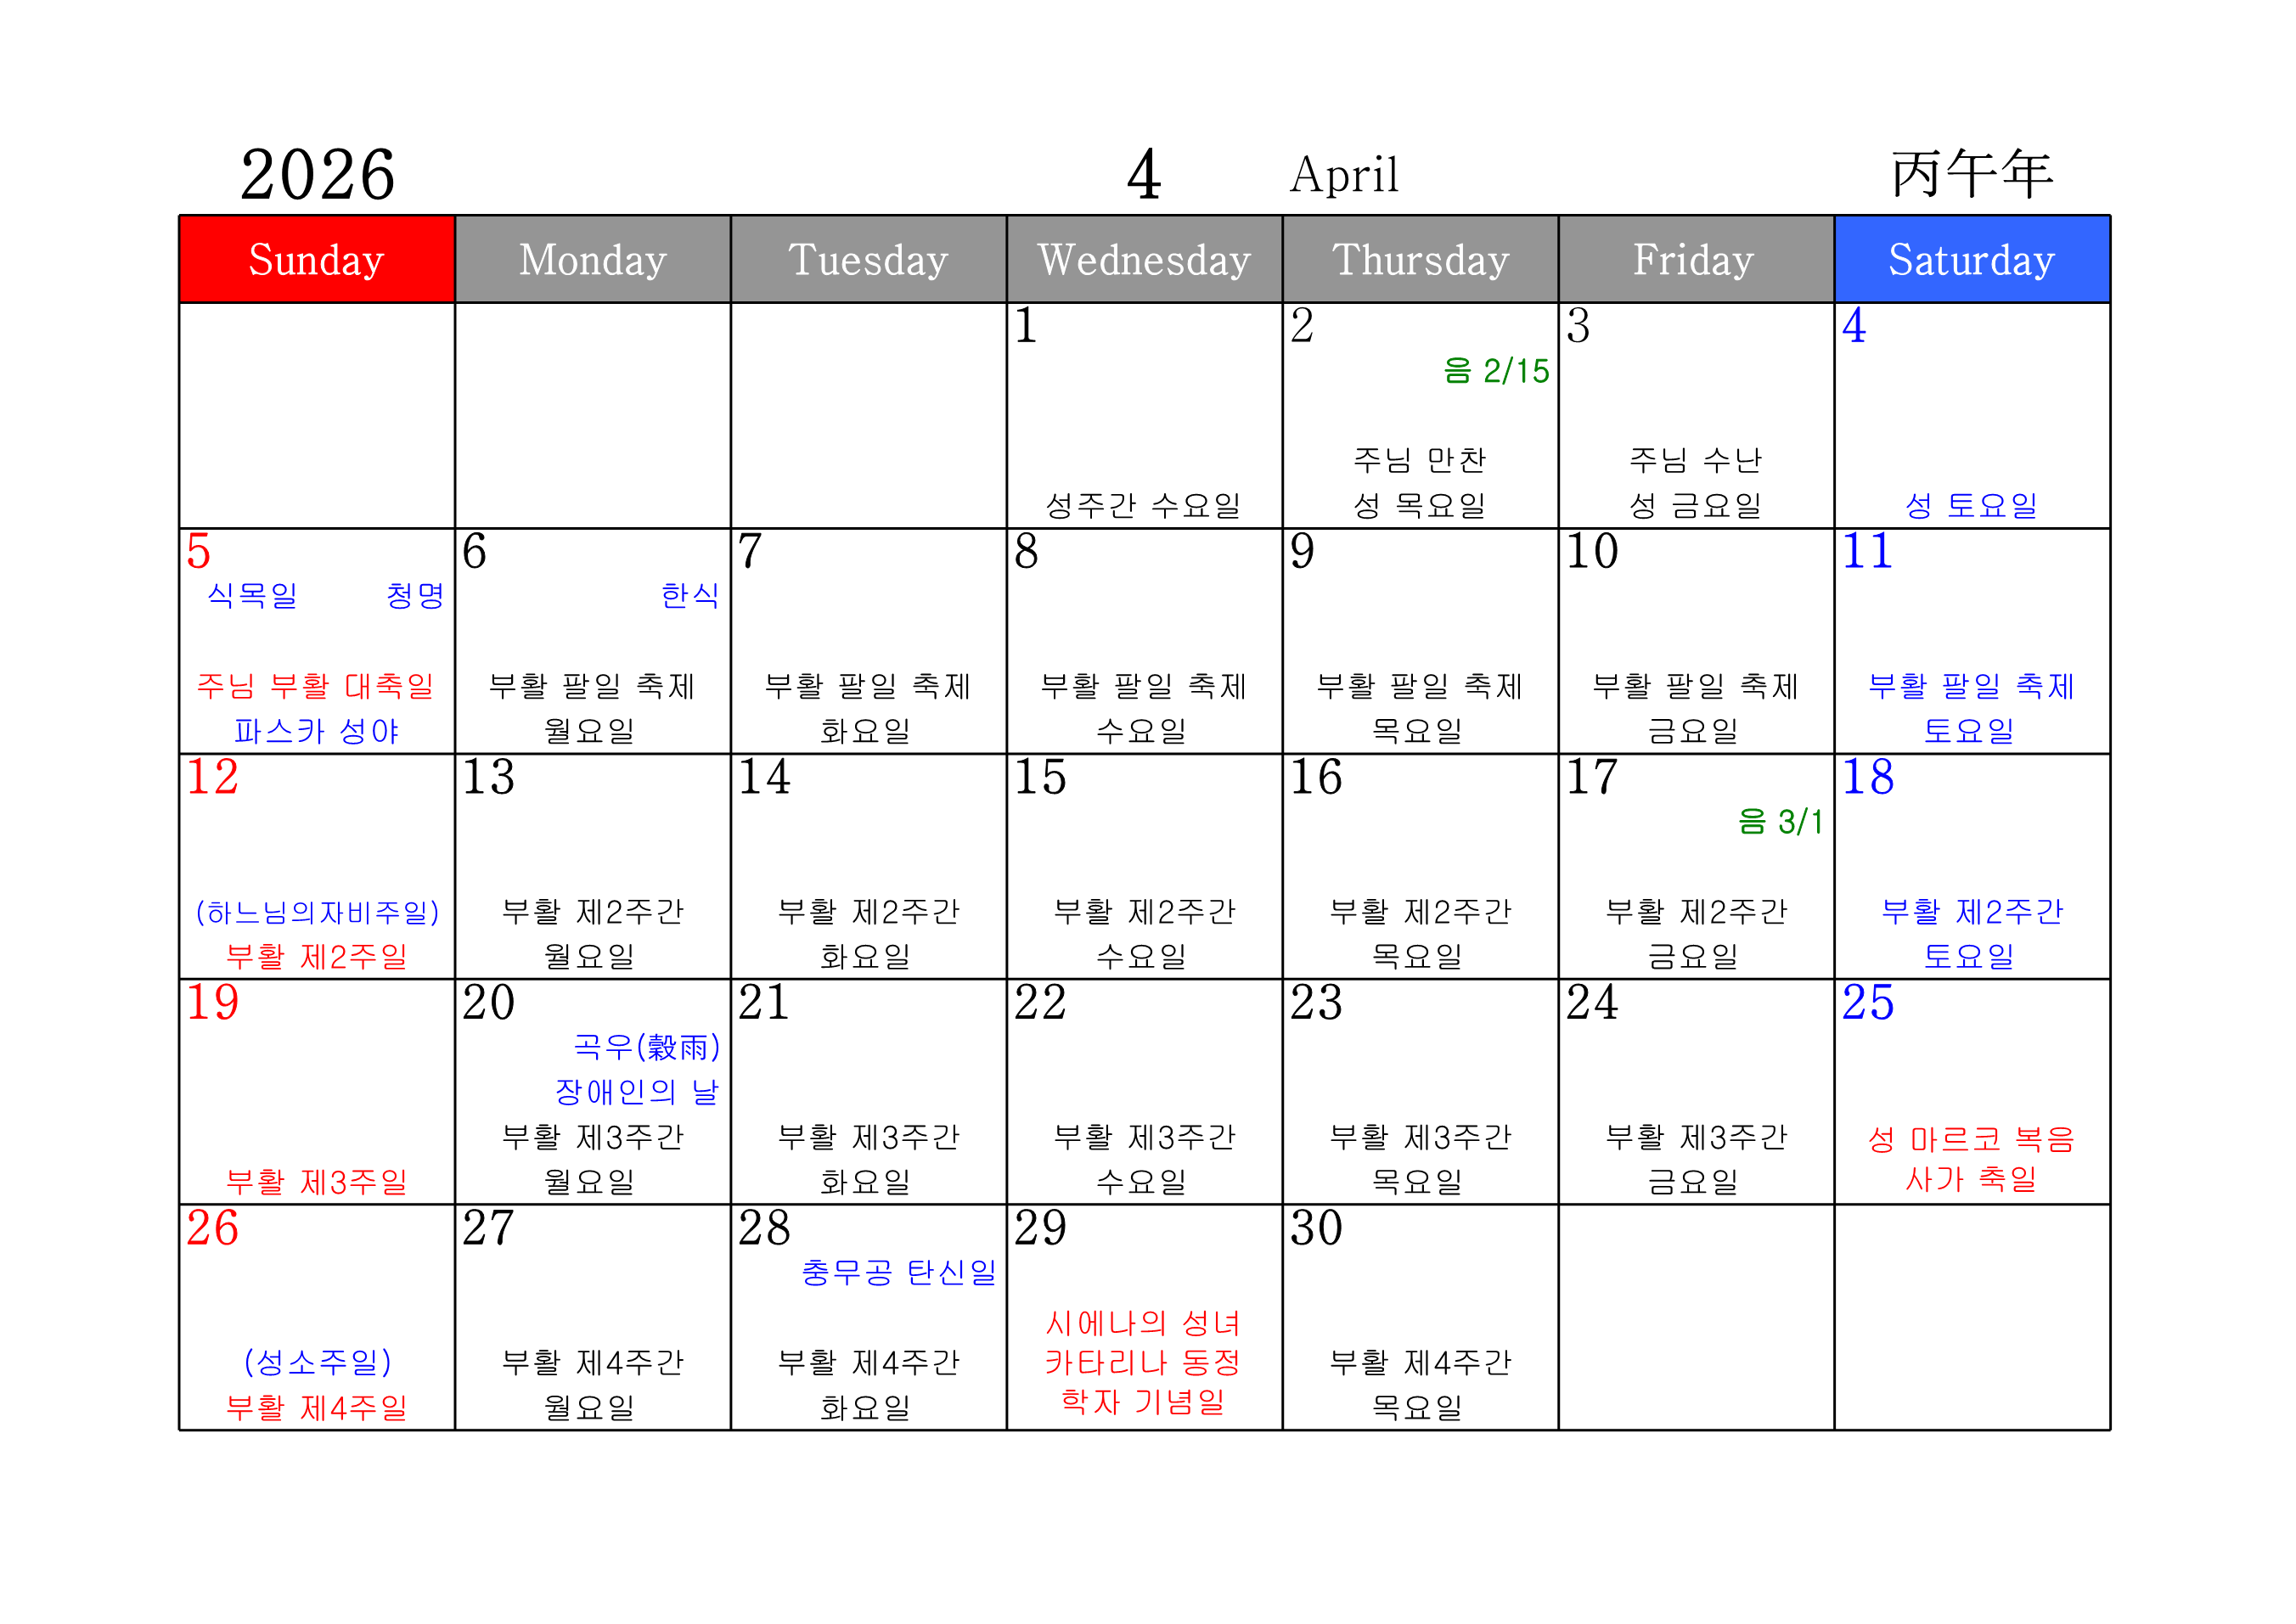 2026 4 April 丙午年
Sunday Monday Tuesday Wednesday Thursday Friday Saturday
1 2 3 4
음 2/15
주님 만찬 주님 수난
성주간 수요일 성 목요일 성 금요일 성 토요일
5 6 7 8 9 10 11
식목일 청명 한식
주님 부활 대축일 부활 팔일 축제 부활 팔일 축제 부활 팔일 축제 부활 팔일 축제 부활 팔일 축제 부활 팔일 축제
파스카 성야 월요일 화요일 수요일 목요일 금요일 토요일
12 13 14 15 16 17 18
음 3/1
(하느님의자비주일) 부활 제2주간 부활 제2주간 부활 제2주간 부활 제2주간 부활 제2주간 부활 제2주간
부활 제2주일 월요일 화요일 수요일 목요일 금요일 토요일
19 20 21 22 23 24 25
곡우(穀雨)
장애인의 날
부활 제3주간 부활 제3주간 부활 제3주간 부활 제3주간 부활 제3주간 성 마르코 복음
부활 제3주일 월요일 화요일 수요일 목요일 금요일 사가 축일
26 27 28 29 30
충무공 탄신일
시에나의 성녀
(성소주일) 부활 제4주간 부활 제4주간 카타리나 동정 부활 제4주간
부활 제4주일 월요일 화요일 학자 기념일 목요일